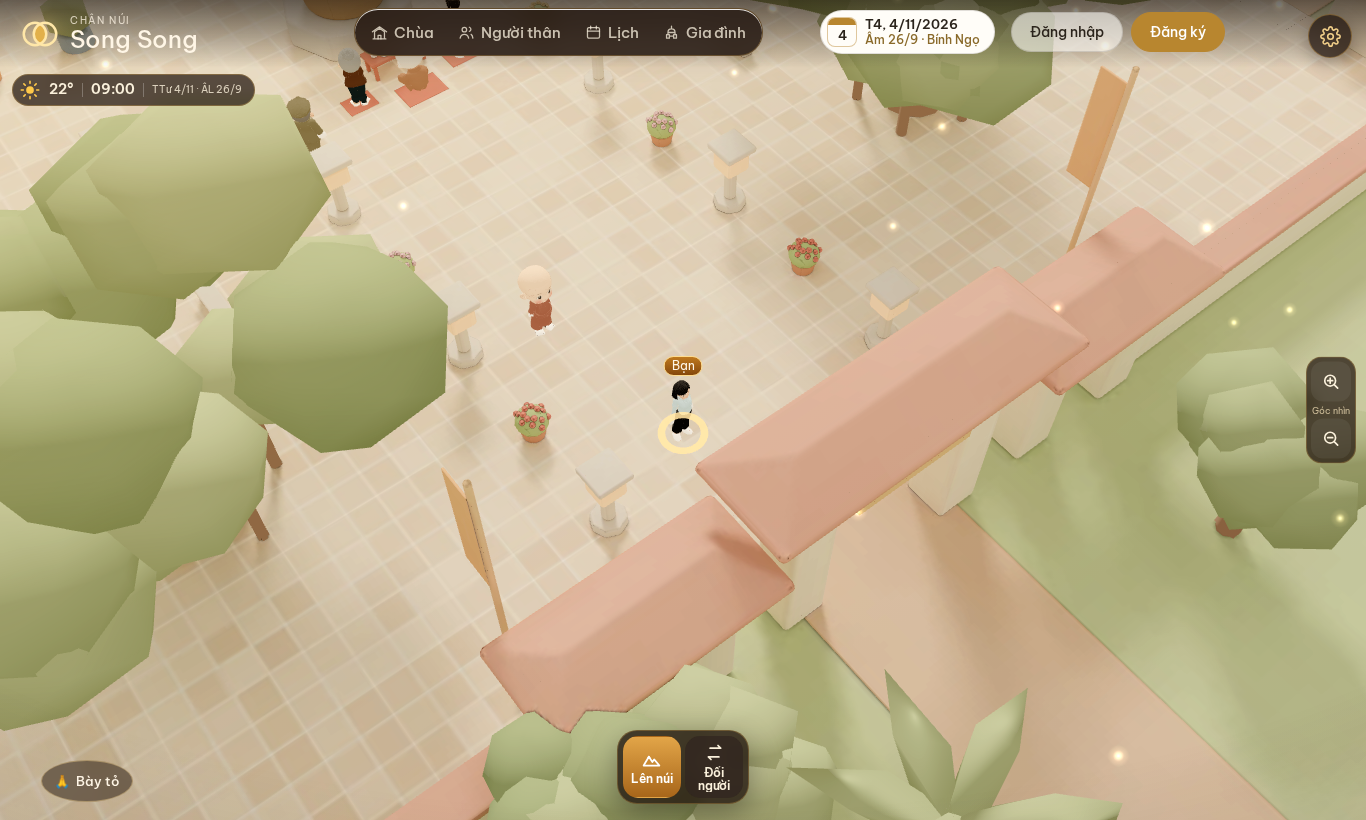 CHÂN NÚI
Song Song
Chùa
Người thân
Lịch
Gia đình
4
T4, 4/11/2026
Âm 26/9 · Bính Ngọ
Đăng nhập
Đăng ký
22°
09:00
TTư 4/11 · ÂL 26/9
Bạn
Góc nhìn
Bày tỏ
Lên núi
Đổi
người